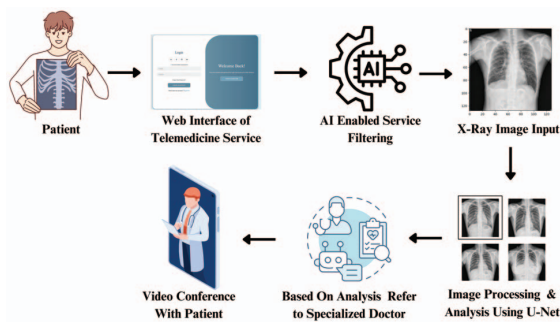 Login
Welcome Back!
AI
Patient
Web Interface of
Telemedicine Service
AI Enabled Service
Filtering
X-Ray Image Input
Video Conference
With Patient
Based On Analysis Refer
to Specialized Doctor
Image Processing &
Analysis Using U-Net